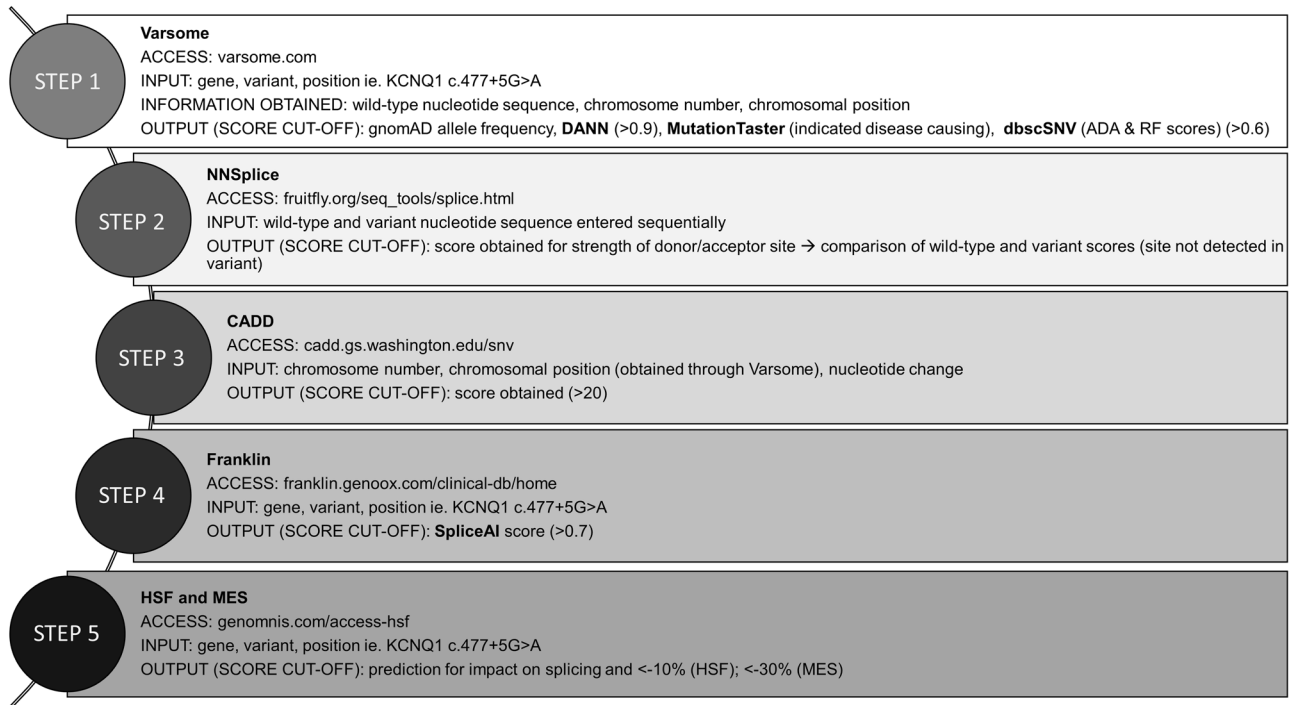 STEP 1
Varsome
ACCESS: varsome.com
INPUT: gene, variant, position ie. KCNQ1 c.477+5G>A
INFORMATION OBTAINED: wild-type nucleotide sequence, chromosome number, chromosomal position
OUTPUT (SCORE CUT-OFF): gnomAD allele frequency, DANN (>0.9), MutationTaster (indicated disease causing), dbscSNV (ADA & RF scores) (>0.6)
STEP 2
NNSplice
ACCESS: fruitfly.org/seq_tools/splice.html
INPUT: wild-type and variant nucleotide sequence entered sequentially
OUTPUT (SCORE CUT-OFF): score obtained for strength of donor/acceptor site → comparison of wild-type and variant scores (site not detected in
variant)
STEP 3
CADD
ACCESS: cadd.gs.washington.edu/snv
INPUT: chromosome number, chromosomal position (obtained through Varsome), nucleotide change
OUTPUT (SCORE CUT-OFF): score obtained (>20)
STEP 4
Franklin
ACCESS: franklin.genoox.com/clinical-db/home
INPUT: gene, variant, position ie. KCNQ1 c.477+5G>A
OUTPUT (SCORE CUT-OFF): SpliceAI score (>0.7)
STEP 5
HSF and MES
ACCESS: genomnis.com/access-hsf
INPUT: gene, variant, position ie. KCNQ1 c.477+5G>A
OUTPUT (SCORE CUT-OFF): prediction for impact on splicing and <-10% (HSF); <-30% (MES)